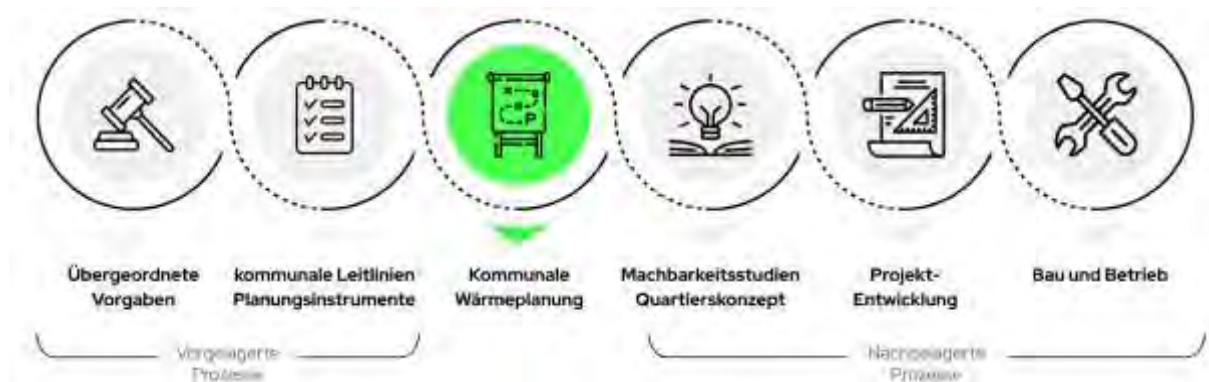 Übergeordnete
Vorgaben
kommunale Leitlinien
Planungsinstrumente
Kommunale
Wärmeplanung
Machbarkeitsstudien
Quartierskonzept
Projekt-
Entwicklung
Bau und Betrieb
Vorgelagerte
Prozesse
Nachgelagerte
Prozesse